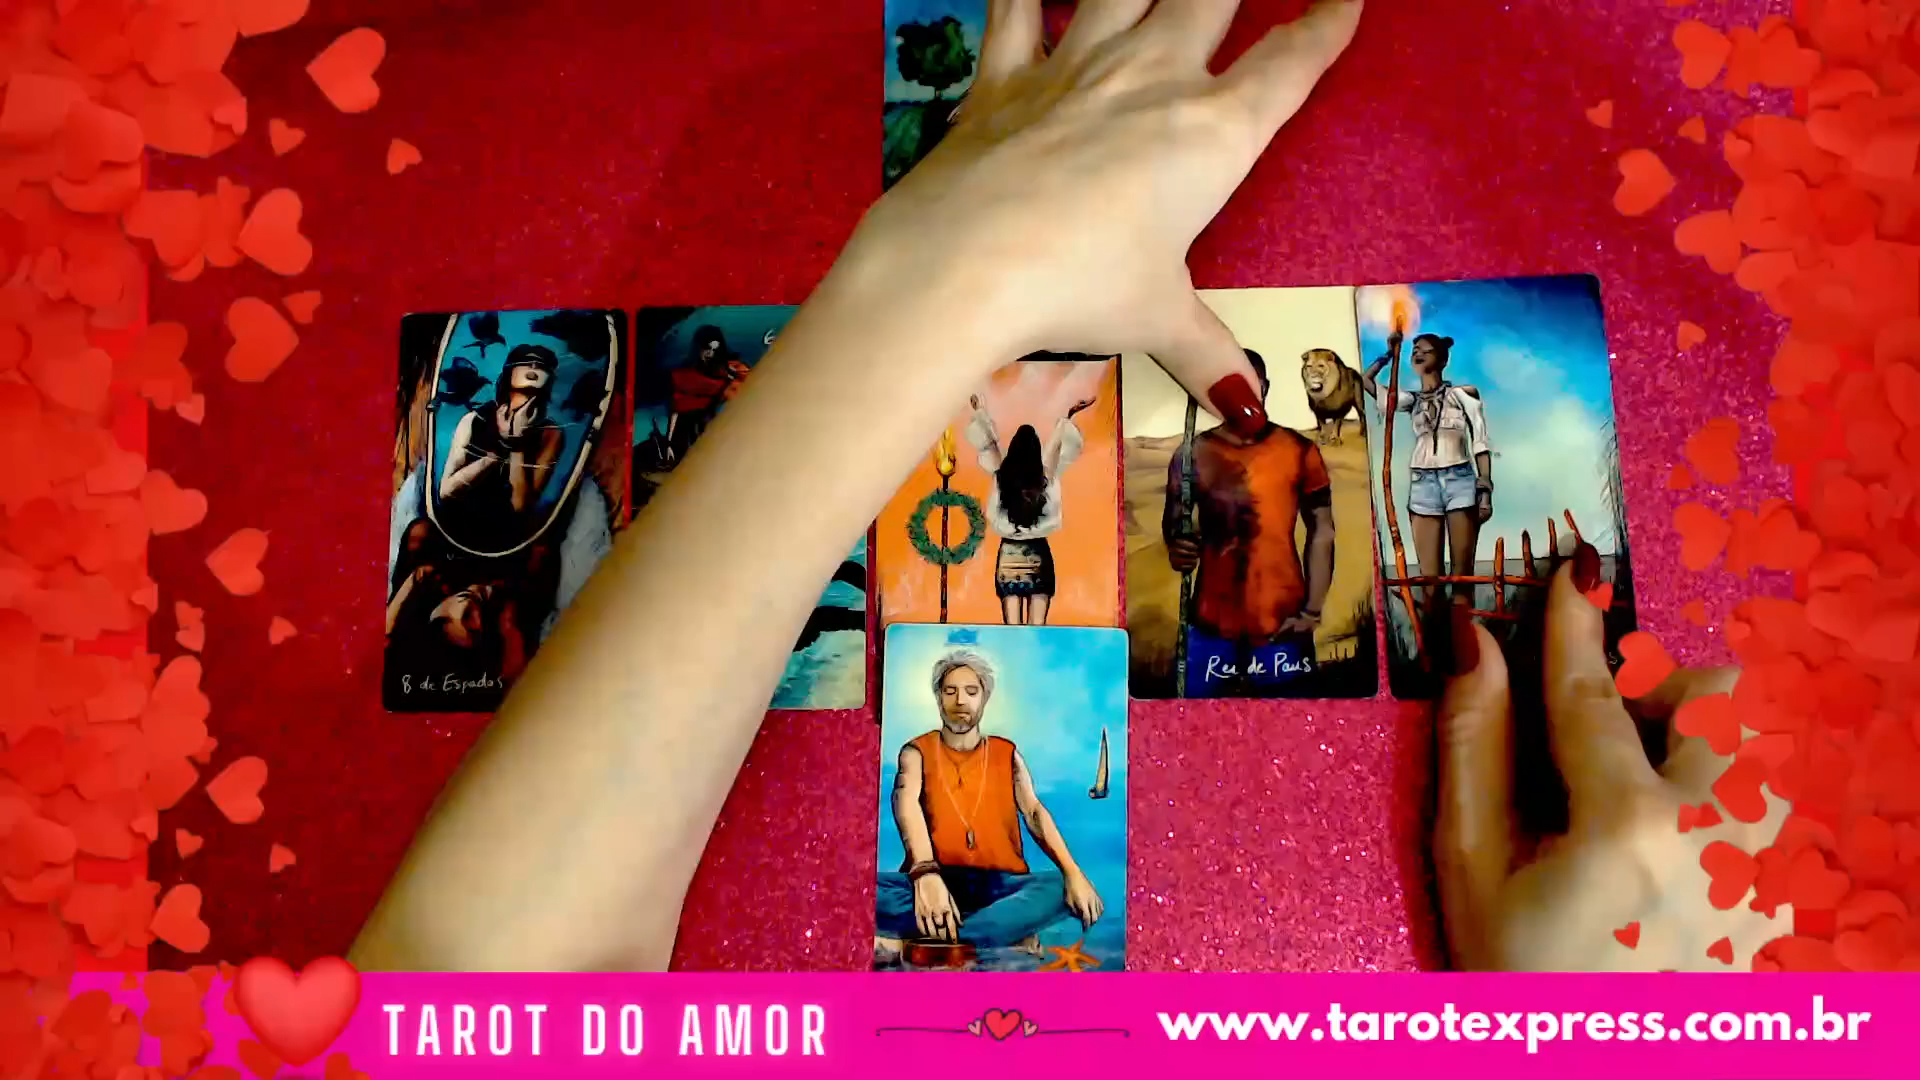 8 de Espadas
Rei de Paus
TAROT DO AMOR
www.tarotexpress.com.br